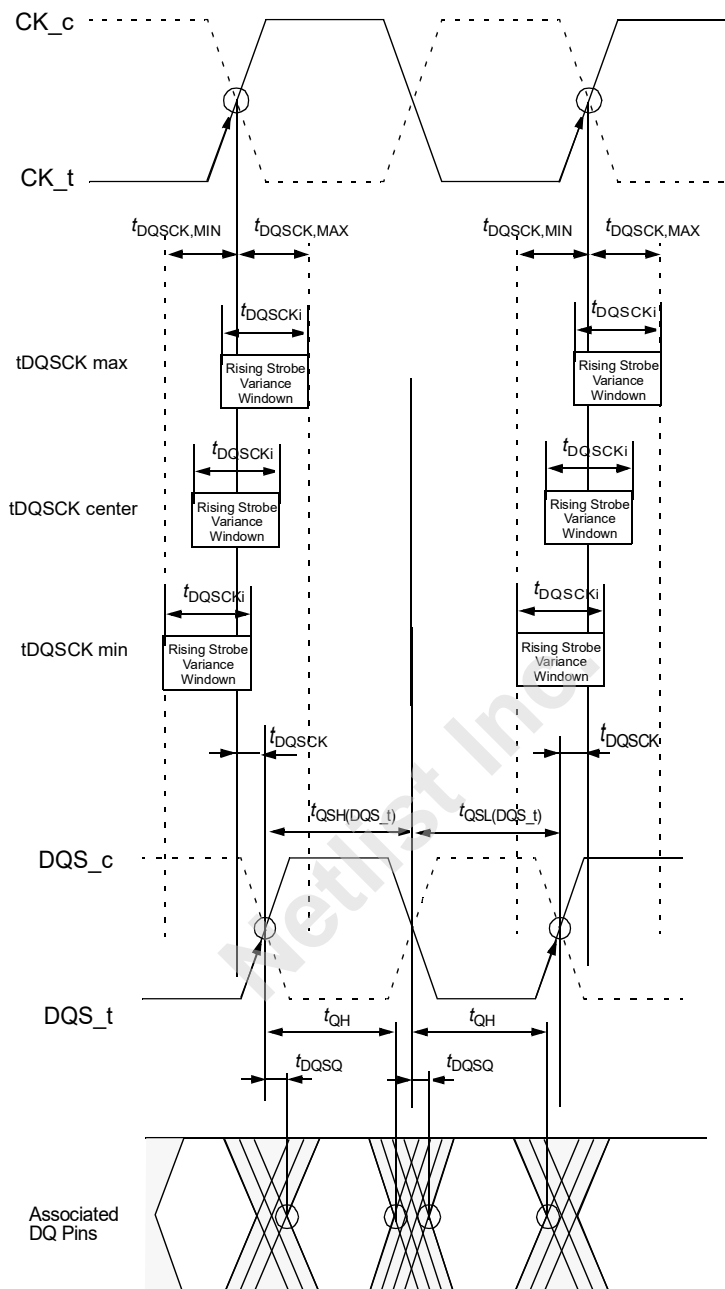 CK_c
CK_t
tDQSCK,MIN tDQSCK,MAX tDQSCK,MIN tDQSCK,MAX
tDQSCKi tDQSCKi
tDQSCK max
Rising Strobe
Variance
Windown
Rising Strobe
Variance
Windown
tDQSCKi tDQSCKi
tDQSCK center
Rising Strobe
Variance
Windown
Rising Strobe
Variance
Windown
tDQSCKi tDQSCKi
tDQSCK min
Rising Strobe
Variance
Windown
Rising Strobe
Variance
Windown
tDQSCK tDQSCK
tQSH(DQS_t) tQSL(DQS_t)
Netlist Inc.
DQS_c
DQS_t
tQH tQH
tDQSQ tDQSQ
Associated
DQ Pins